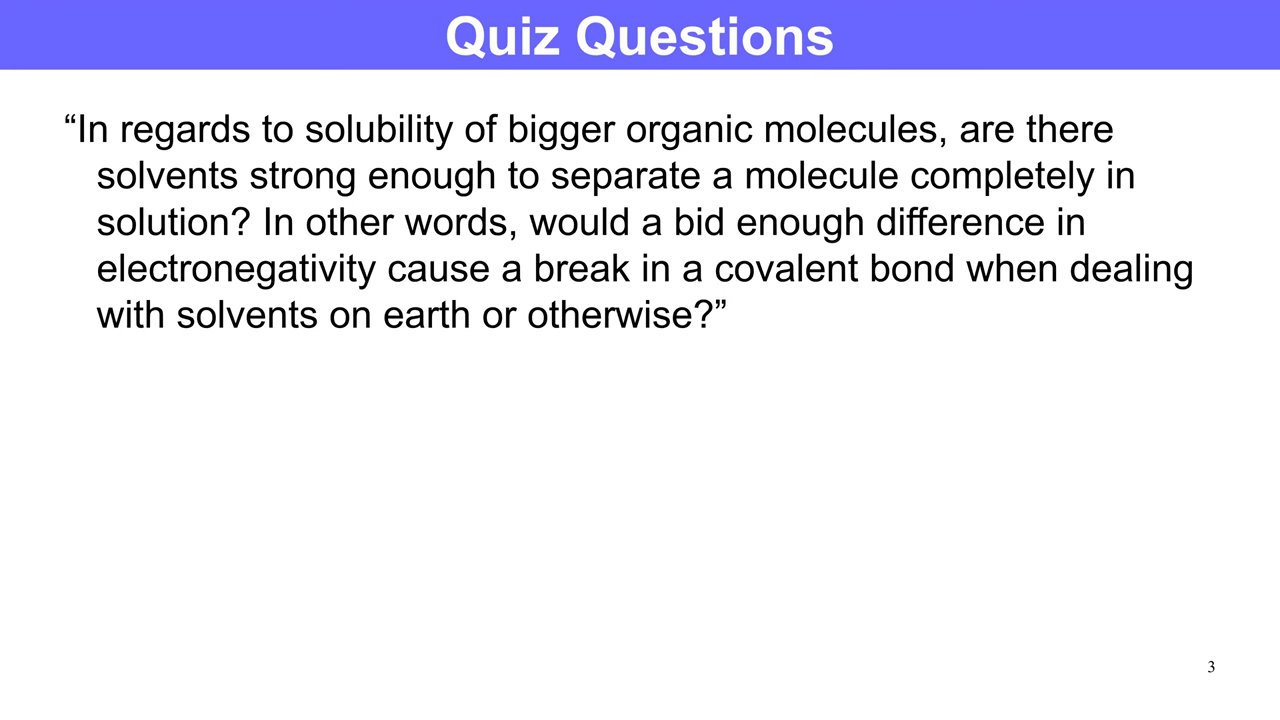 Quiz Questions
“In regards to solubility of bigger organic molecules, are there
solvents strong enough to separate a molecule completely in
solution? In other words, would a bid enough difference in
electronegativity cause a break in a covalent bond when dealing
with solvents on earth or otherwise?”
3